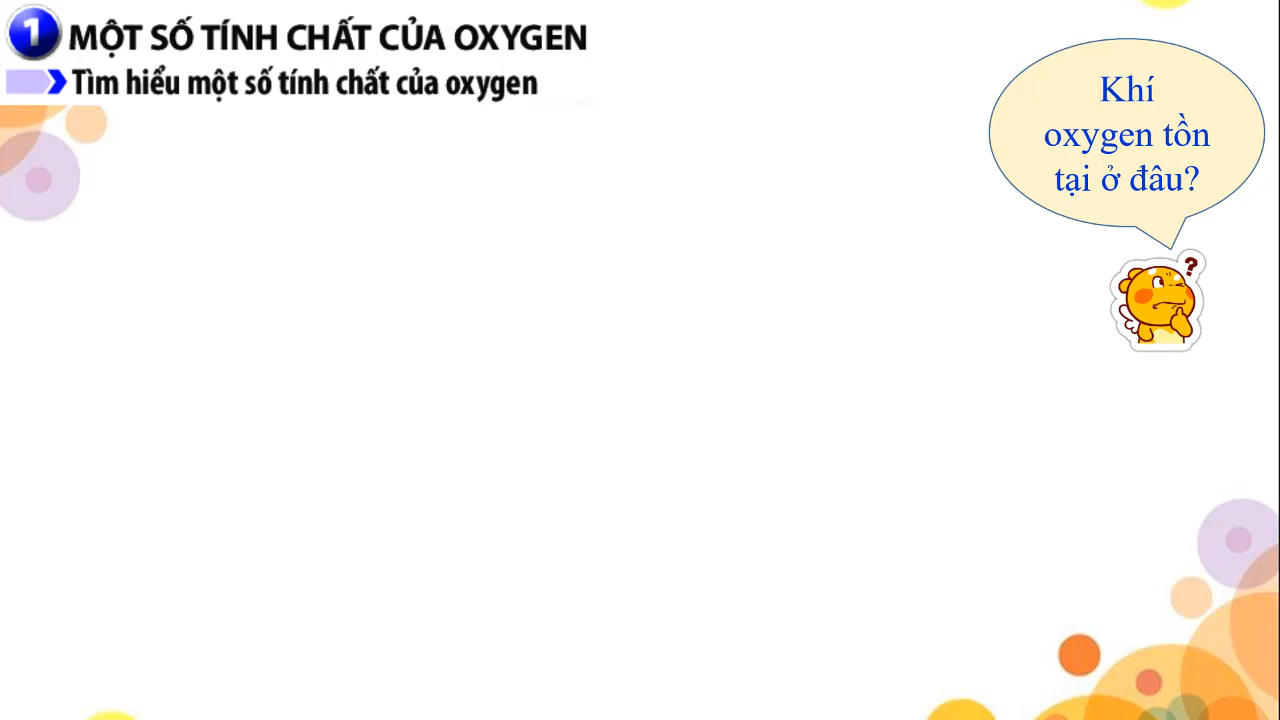 1 MỘT SỐ TÍNH CHẤT CỦA OXYGEN
Tìm hiểu một số tính chất của oxygen
Khí
oxygen tồn
tại ở đâu?
?